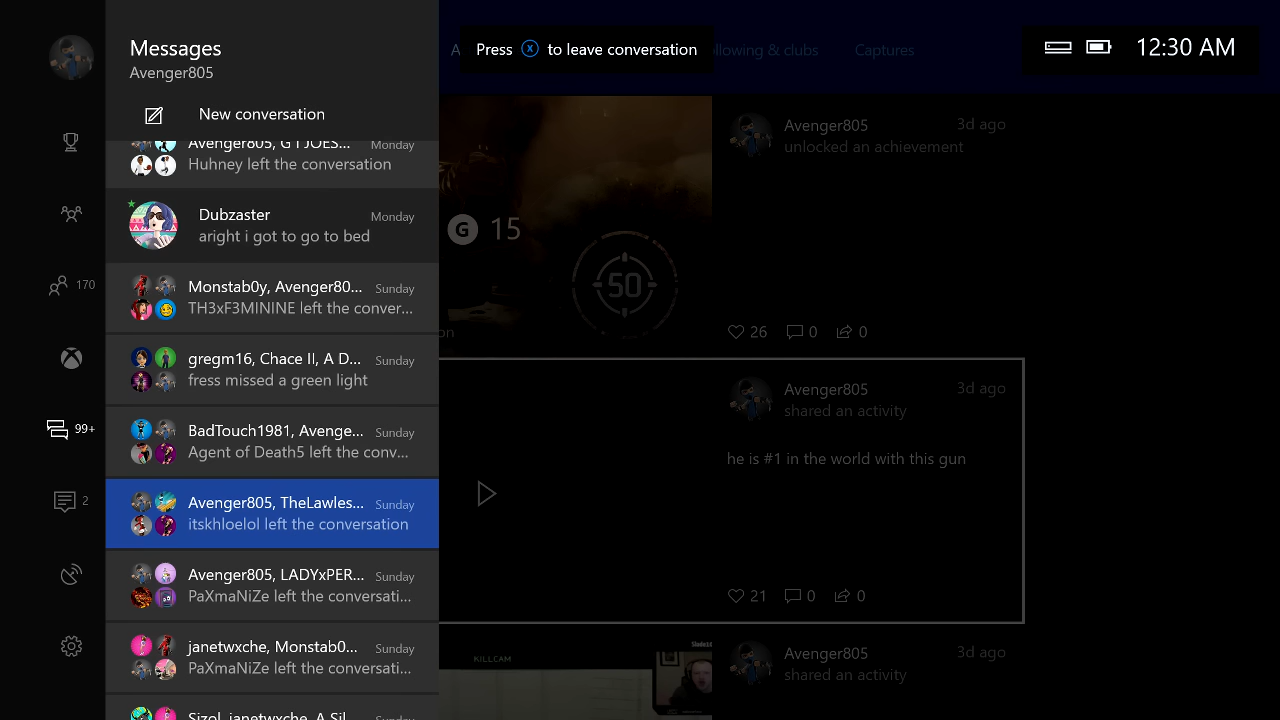 Messages
Avenger805
New conversation
Avenger805, G I JOES... Monday
Huhney left the conversation
Dubzaster Monday
aright i got to go to bed
Monstab0y, Avenger80... Sunday
TH3xF3MININE left the conver...
gregm16, Chace II, A D... Sunday
fress missed a green light
BadTouch1981, Avenge... Sunday
Agent of Death5 left the conv...
Avenger805, TheLawles... Sunday
itskhloelol left the conversation
Avenger805, LADYxPER... Sunday
PaXmaNiZe left the conversati...
janetwxche, Monstab0... Sunday
PaXmaNiZe left the conversati...
Sizol, janetwxche, A Sil
170
99+
2
Press X to leave conversation
llowing & clubs
Captures
12:30 AM
G 15
50
Avenger805 3d ago
unlocked an achievement
26 0 0
Avenger805 3d ago
shared an activity
he is #1 in the world with this gun
21 0 0
KILLCAM
Avenger805 3d ago
shared an activity